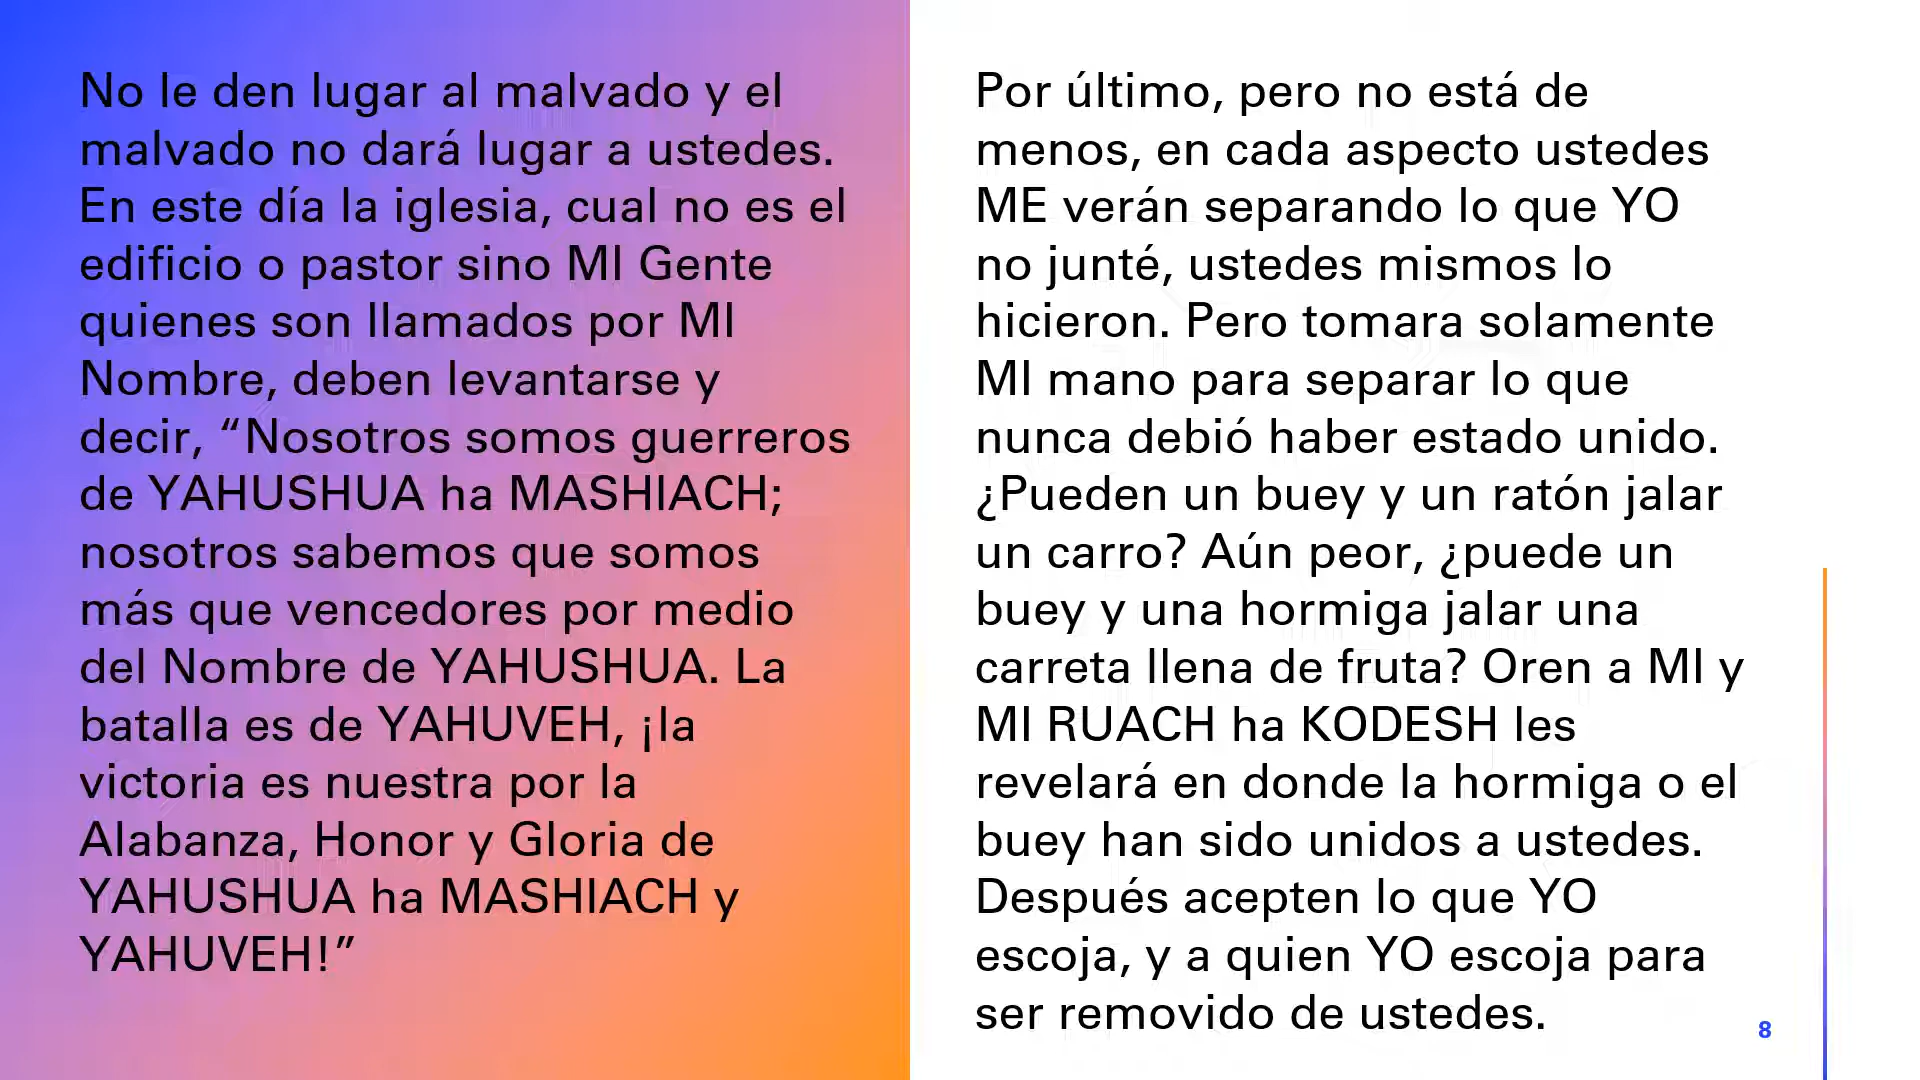 No le den lugar al malvado y el
malvado no dará lugar a ustedes.
En este día la iglesia, cual no es el
edificio o pastor sino MI Gente
quienes son llamados por MI
Nombre, deben levantarse y
decir, “Nosotros somos guerreros
de YAHUSHUA ha MASHIACH;
nosotros sabemos que somos
más que vencedores por medio
del Nombre de YAHUSHUA. La
batalla es de YAHUVEH, ¡la
victoria es nuestra por la
Alabanza, Honor y Gloria de
YAHUSHUA ha MASHIACH y
YAHUVEH!”
Por último, pero no está de
menos, en cada aspecto ustedes
ME verán separando lo que YO
no junté, ustedes mismos lo
hicieron. Pero tomara solamente
MI mano para separar lo que
nunca debió haber estado unido.
¿Pueden un buey y un ratón jalar
un carro? Aún peor, ¿puede un
buey y una hormiga jalar una
carreta llena de fruta? Oren a MI y
MI RUACH ha KODESH les
revelará en donde la hormiga o el
buey han sido unidos a ustedes.
Después acepten lo que YO
escoja, y a quien YO escoja para
ser removido de ustedes.
8